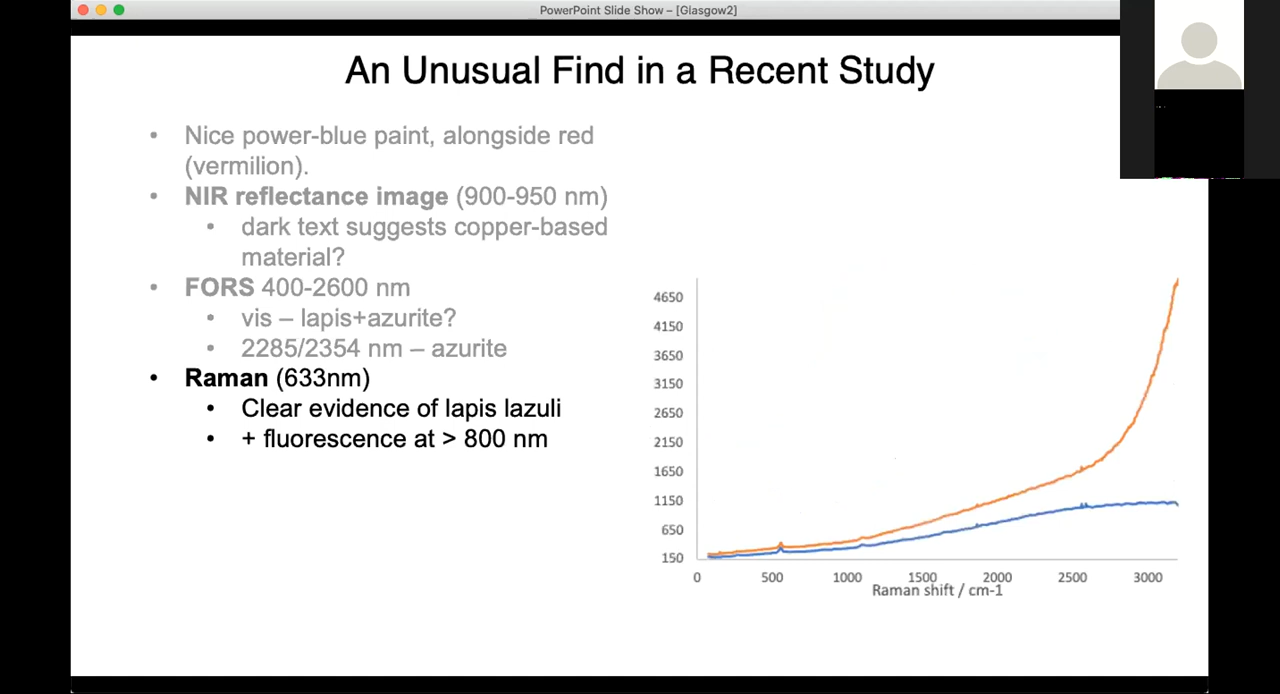 PowerPoint Slide Show – [Glasgow2]
An Unusual Find in a Recent Study
• Nice power-blue paint, alongside red
(vermilion).
• NIR reflectance image (900-950 nm)
• dark text suggests copper-based
material?
• FORS 400-2600 nm
• vis – lapis+azurite?
• 2285/2354 nm – azurite
• Raman (633nm)
• Clear evidence of lapis lazuli
• + fluorescence at > 800 nm
4650
4150
3650
3150
2650
2150
1650
1150
650
150
0 500 1000 1500 2000 2500 3000
Raman shift / cm-1